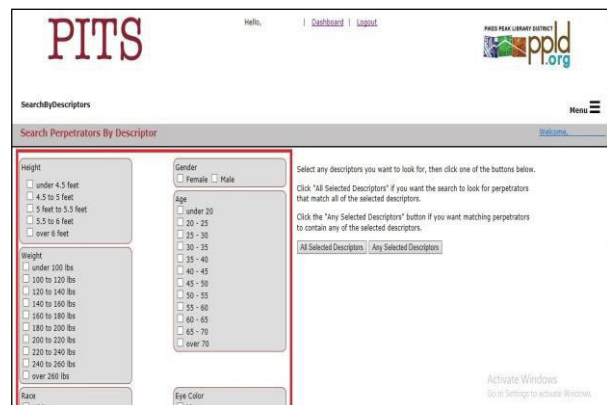 PITS
Hello, | Dashboard | Logout
PIKES PEAK LIBRARY DISTRICT
ppld
.org
SearchByDescriptors
Menu
Search Perpetrators By Descriptor
Welcome,
Height
under 4.5 feet
4.5 to 5 feet
5 feet to 5.5 feet
5.5 to 6 feet
over 6 feet
Weight
under 100 lbs
100 to 120 lbs
120 to 140 lbs
140 to 160 lbs
160 to 180 lbs
180 to 200 lbs
200 to 220 lbs
220 to 240 lbs
240 to 260 lbs
over 260 lbs
Race
Gender
Female Male
Age
under 20
20 - 25
25 - 30
30 - 35
35 - 40
40 - 45
45 - 50
50 - 55
55 - 60
60 - 65
65 - 70
over 70
Eye Color
Select any descriptors you want to look for, then click one of the buttons below.
Click "All Selected Descriptors" if you want the search to look for perpetrators
that match all of the selected descriptors.
Click the "Any Selected Descriptors" button if you want matching perpetrators
to contain any of the selected descriptors.
All Selected Descriptors Any Selected Descriptors
Activate Windows
Go to Settings to activate Windows.